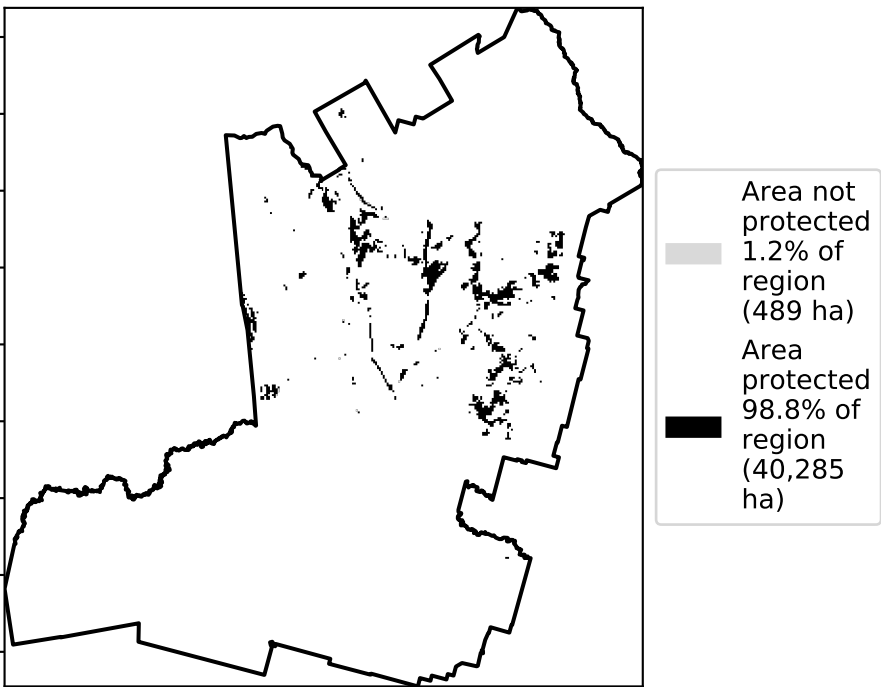 Area not
protected
1.2% of
region
(489 ha)
Area
protected
98.8% of
region
(40,285
ha)